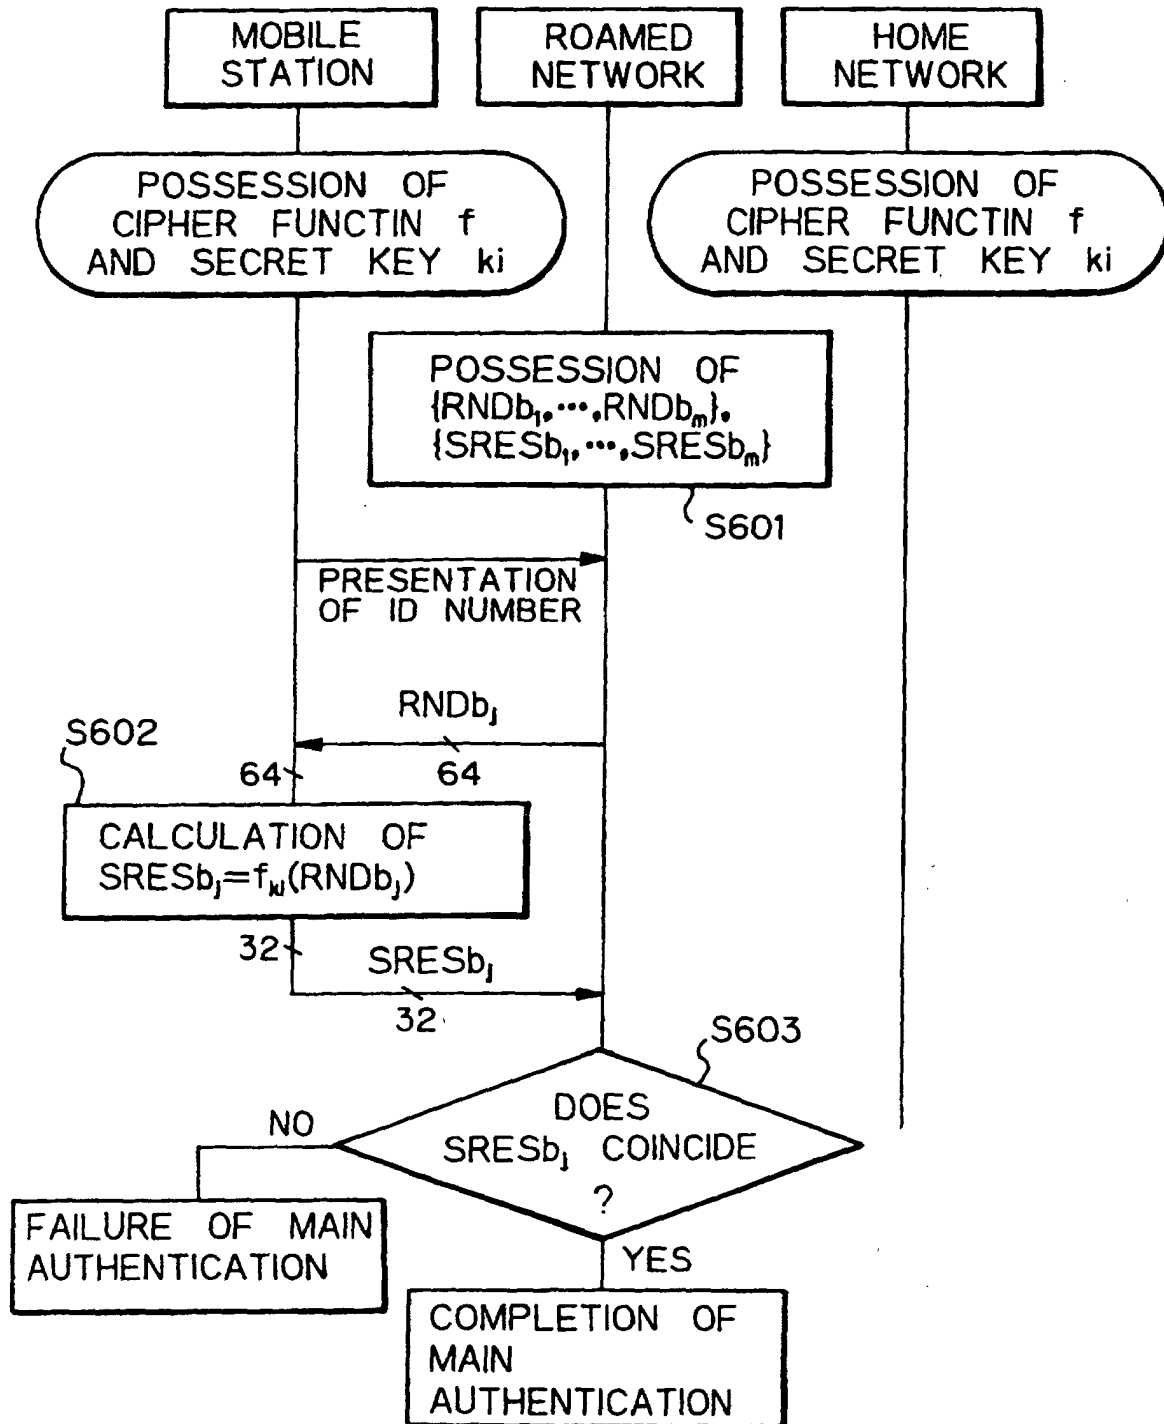 MOBILE
STATION
ROAMED
NETWORK
HOME
NETWORK
POSSESSION OF
CIPHER FUNCTIN f
AND SECRET KEY ki
POSSESSION OF
CIPHER FUNCTIN f
AND SECRET KEY ki
POSSESSION OF
{RNDb₁,⋯,RNDbₘ},
{SRESb₁,⋯,SRESbₘ}
S601
PRESENTATION
OF ID NUMBER
RNDbⱼ
64
S602
64
CALCULATION OF
SRESbⱼ=fₖᵢ(RNDbⱼ)
32
SRESbⱼ
32
S603
DOES
SRESbⱼ COINCIDE
?
NO
FAILURE OF MAIN
AUTHENTICATION
YES
COMPLETION OF
MAIN
AUTHENTICATION